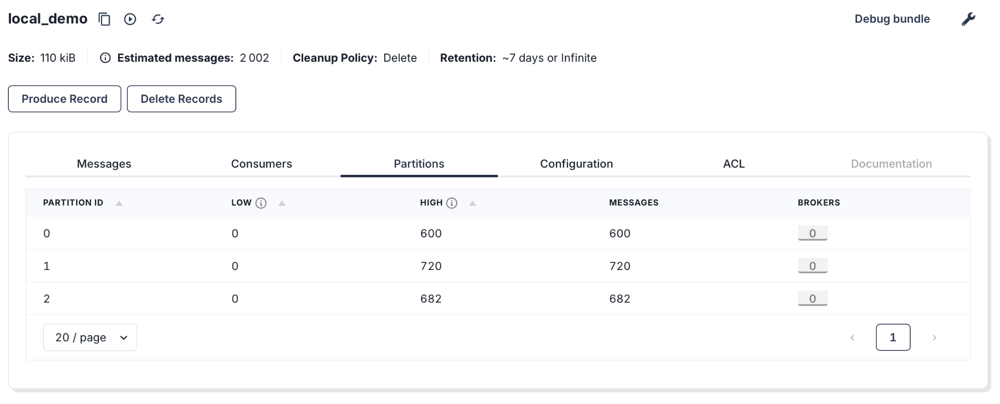 local_demo Debug bundle
Size: 110 kiB Estimated messages: 2 002 Cleanup Policy: Delete Retention: ~7 days or Infinite
Produce Record Delete Records
Messages Consumers Partitions Configuration ACL Documentation
PARTITION ID LOW HIGH MESSAGES BROKERS
0 0 600 600 0
1 0 720 720 0
2 0 682 682 0
20 / page 1